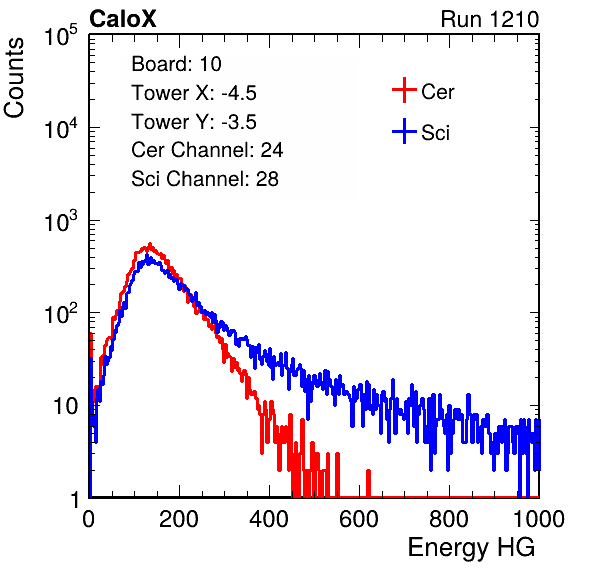 CaloX Run 1210
Counts
10^5
10^4
10^3
10^2
10
1
Board: 10
Tower X: -4.5
Tower Y: -3.5
Cer Channel: 24
Sci Channel: 28
Cer
Sci
0 200 400 600 800 1000
Energy HG